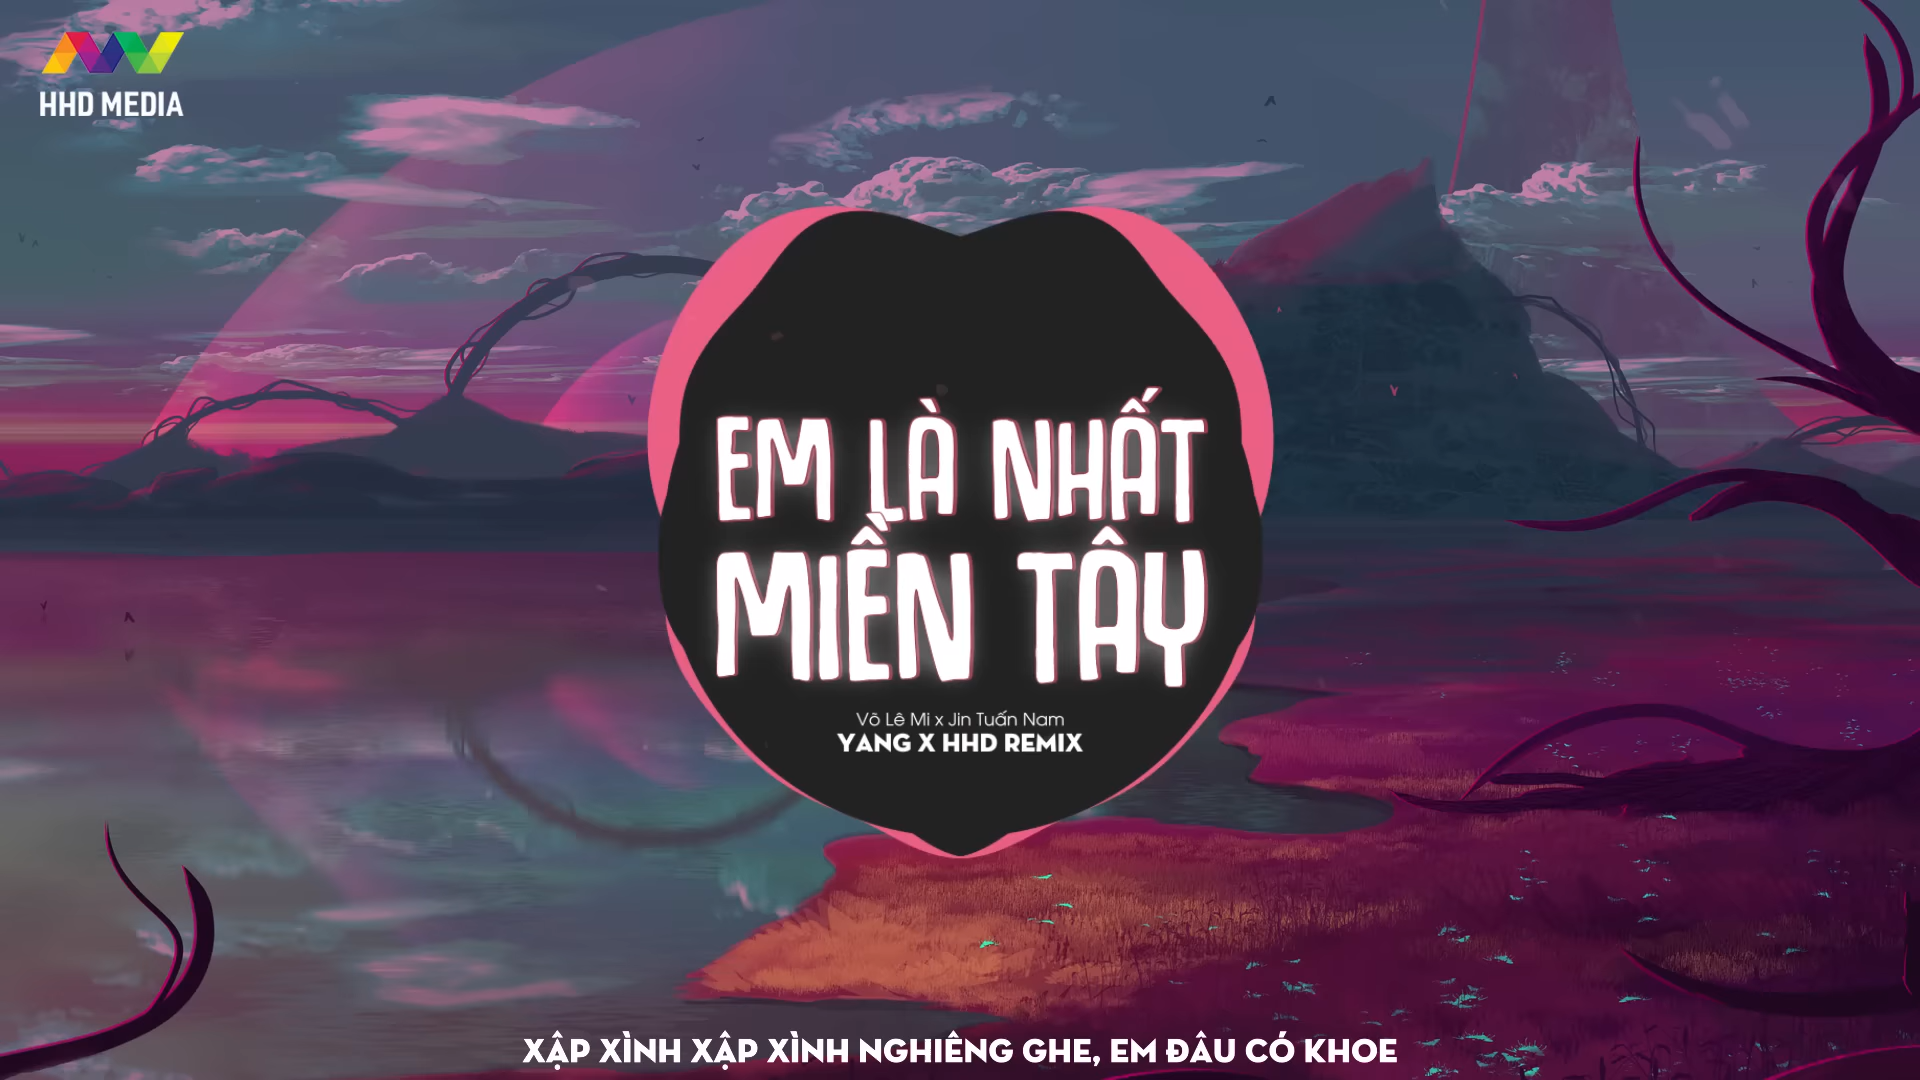 HHD MEDIA
EM LÀ NHẤT
MIỀN TÂY
Võ Lê Mi x Jin Tuấn Nam
YANG X HHD REMIX
XẬP XÌNH XẬP XÌNH NGHIÊNG GHE, EM ĐÂU CÓ KHOE